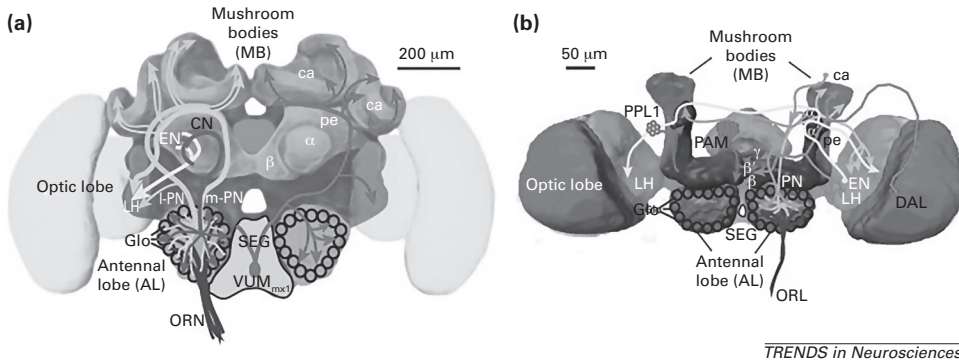 (a)
Mushroom
bodies
(MB)
200 μm
ca
ca
CN
pe
EN
α
β
Optic lobe
LH
l-PN
m-PN
Glo
SEG
Antennal
lobe (AL)
VUMmx1
ORN
(b)
50 μm
Mushroom
bodies
(MB)
ca
PPL1
pe
PAM
γ
β′
β
PN
Optic lobe
LH
EN
LH
DAL
Glo
SEG
Antennal
lobe (AL)
ORL
TRENDS in Neurosciences